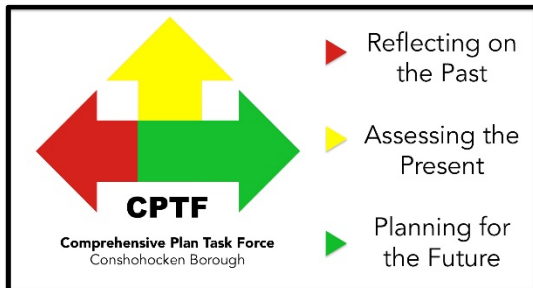 CPTF
Comprehensive Plan Task Force
Conshohocken Borough
Reflecting on
the Past
Assessing the
Present
Planning for
the Future